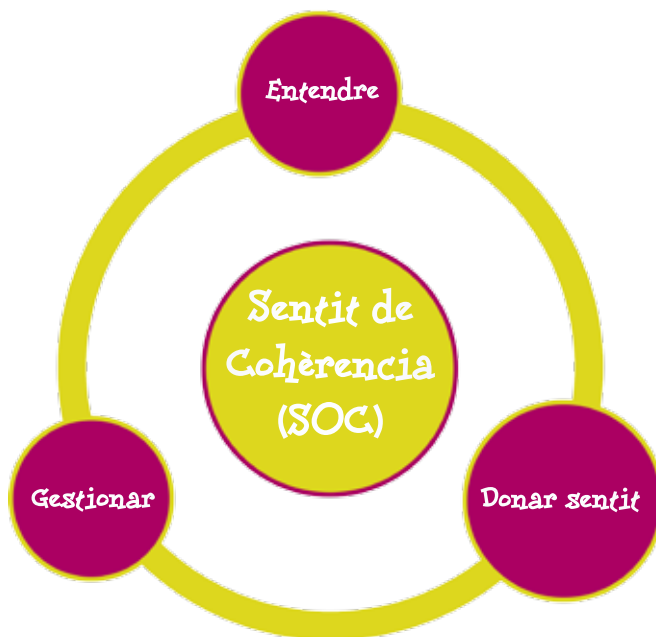 Entendre
Sentit de
Cohèrencia
(SOC)
Gestionar
Donar sentit